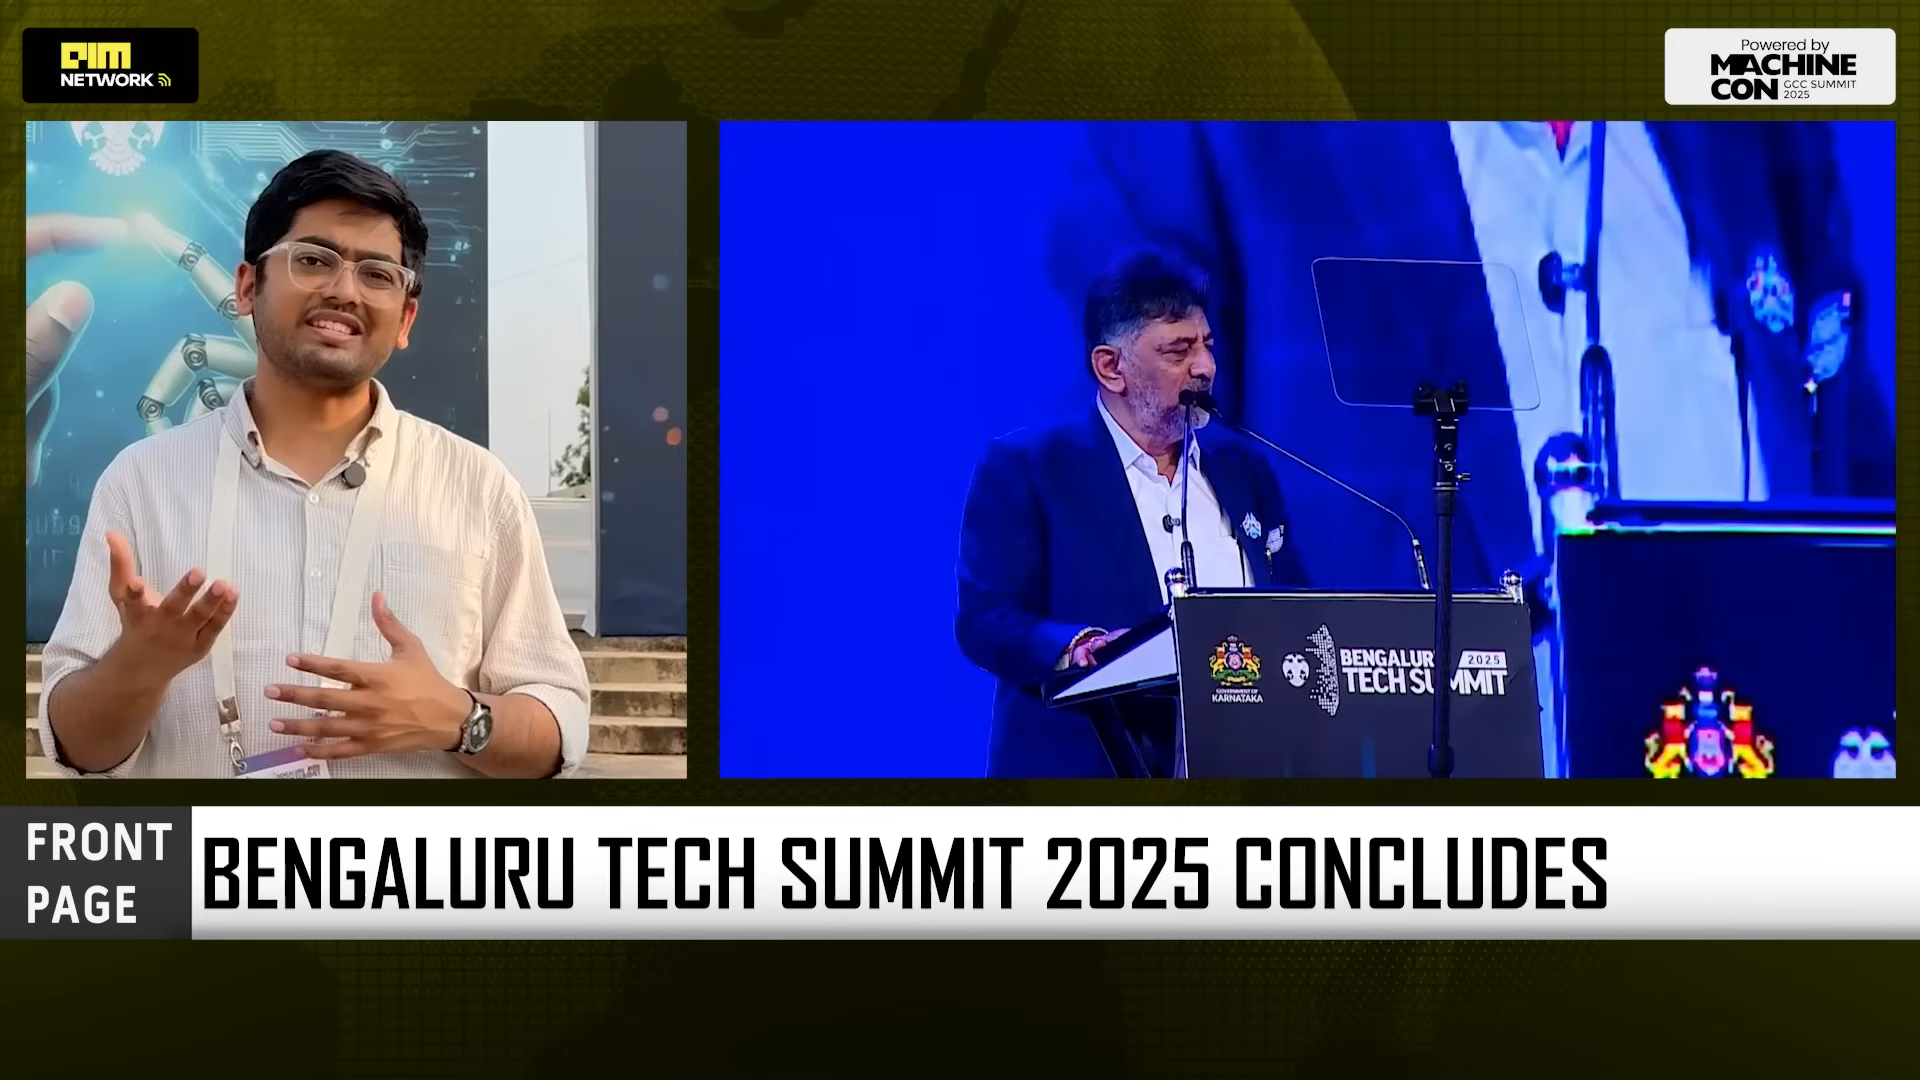 AIM
NETWORK
Powered by
MACHINE
CON GCC SUMMIT
2025
GOVERNMENT OF
KARNATAKA
BENGALURU 2025
TECH SUMMIT
FRONT
PAGE
BENGALURU TECH SUMMIT 2025 CONCLUDES